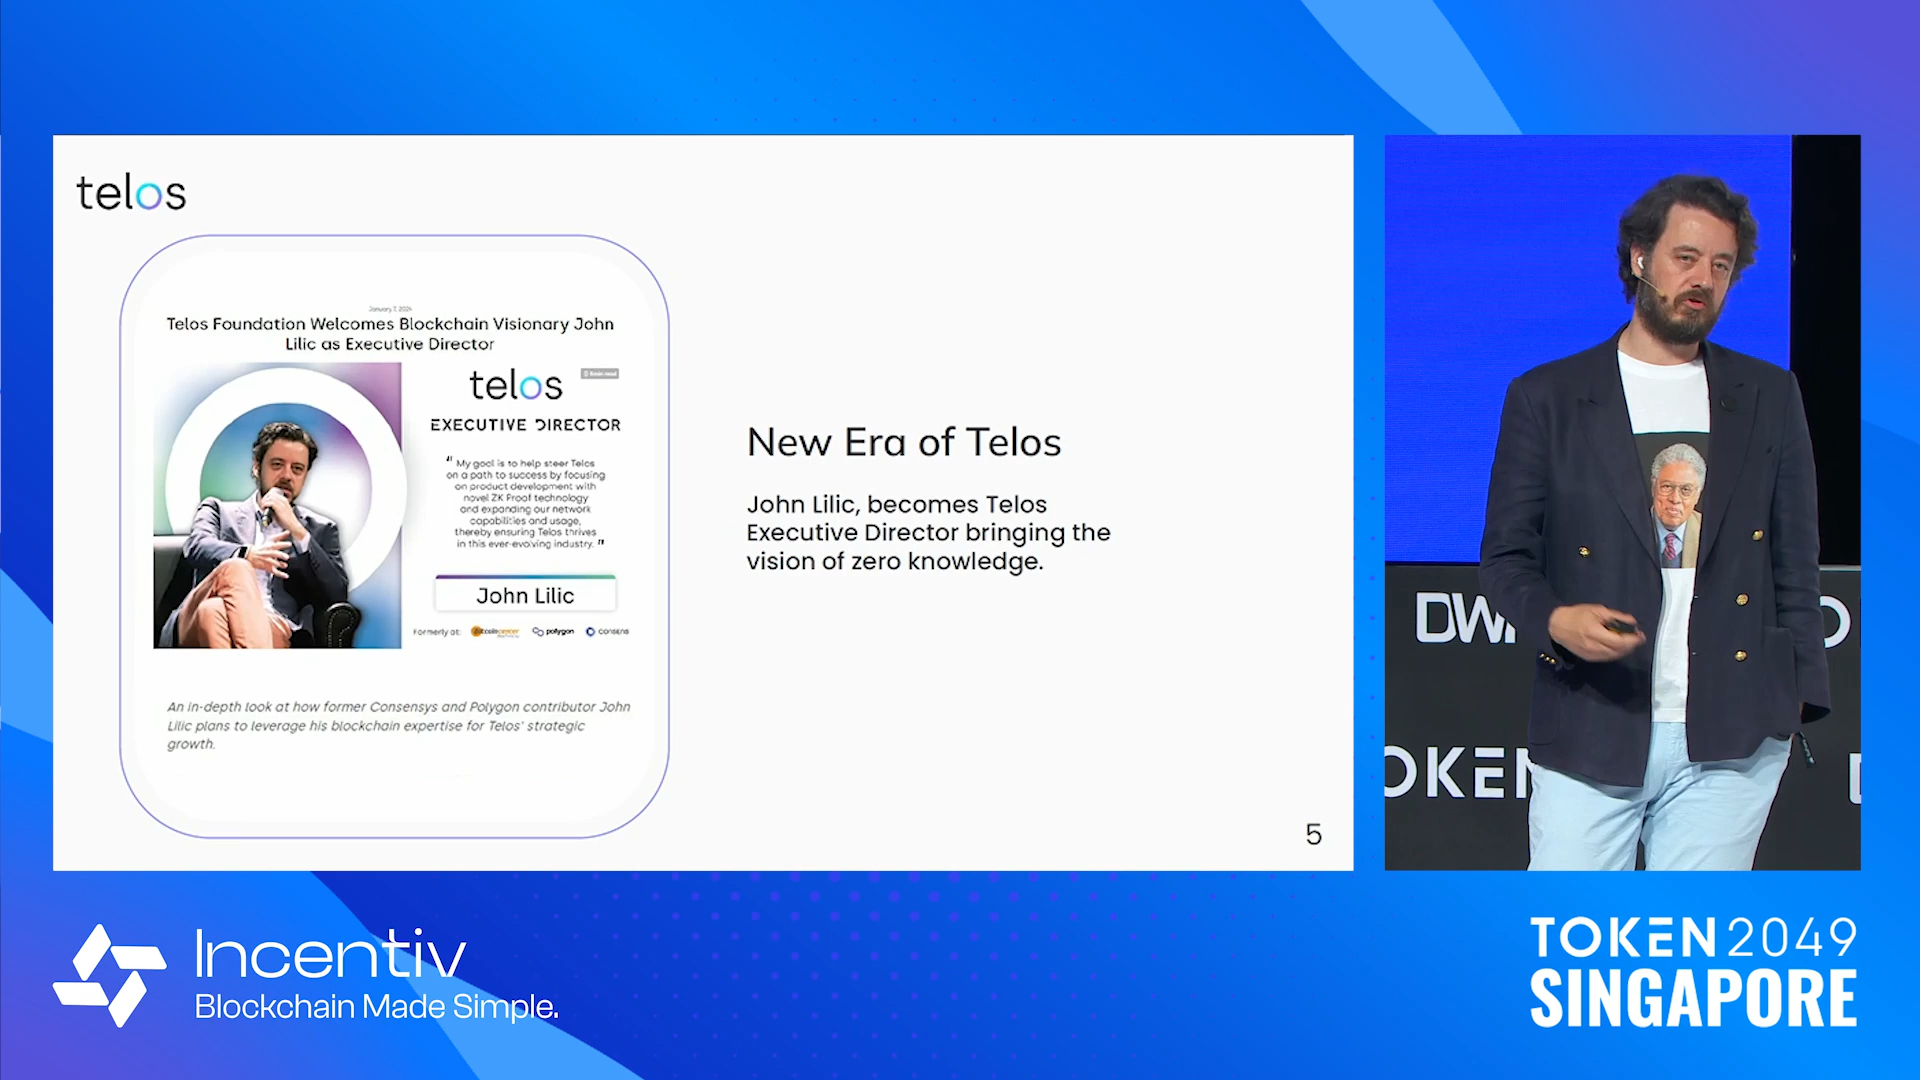 telos
January 7, 2024
Telos Foundation Welcomes Blockchain Visionary John
Lilic as Executive Director
telos
EXECUTIVE DIRECTOR
" My goal is to help steer Telos
on a path to success by focusing
on product development with
novel ZK Proof technology
and expanding our network
capabilities and usage,
thereby ensuring Telos thrives
in this ever-evolving industry. "
John Lilic
Formerly at:
polygon
CONSENSYS
An in-depth look at how former Consensys and Polygon contributor John
Lilic plans to leverage his blockchain expertise for Telos' strategic
growth.
New Era of Telos
John Lilic, becomes Telos
Executive Director bringing the
vision of zero knowledge.
5
DW
OKEN
Incentiv
Blockchain Made Simple.
TOKEN2049
SINGAPORE